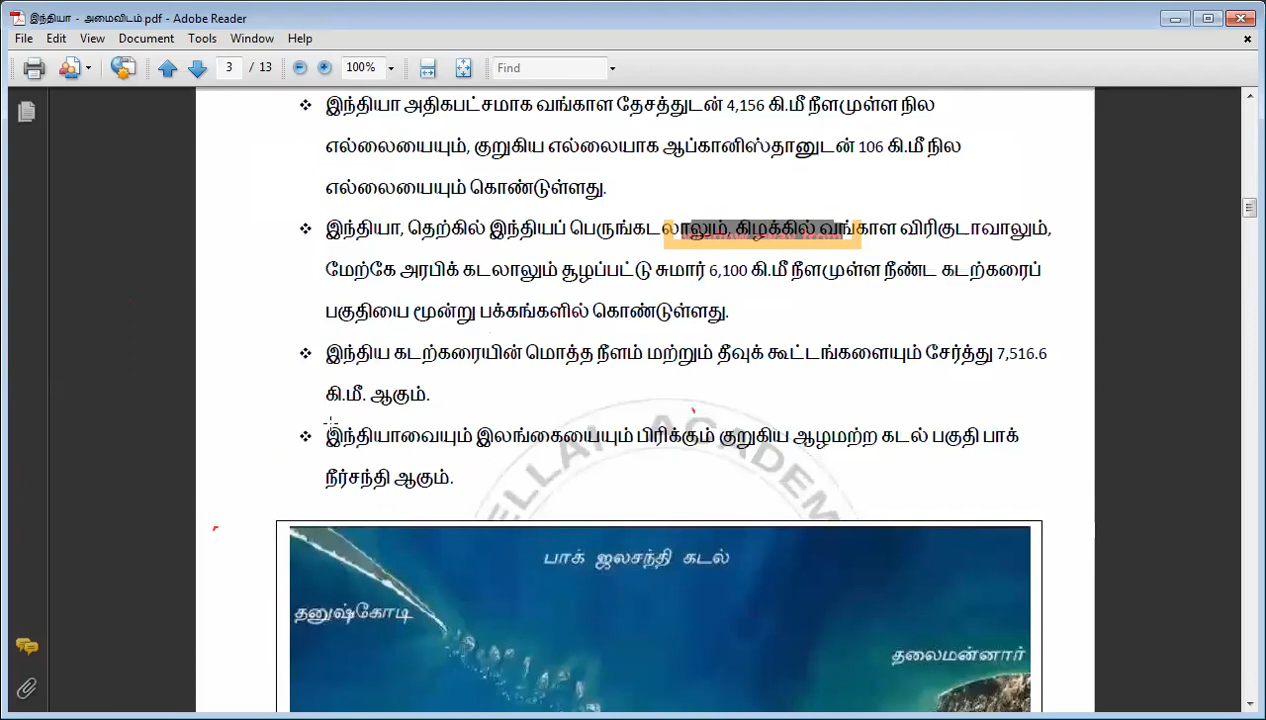 இந்தியா - அமைவிடம்.pdf - Adobe Reader
File Edit View Document Tools Window Help
3 / 13 100% Find
❖ இந்தியா அதிகபட்சமாக வங்காள தேசத்துடன் 4,156 கி.மீ நீளமுள்ள நில
எல்லையையும், குறுகிய எல்லையாக ஆப்கானிஸ்தானுடன் 106 கி.மீ நில
எல்லையையும் கொண்டுள்ளது.
❖ இந்தியா, தெற்கில் இந்தியப் பெருங்கடலாலும், கிழக்கில் வங்காள விரிகுடாவாலும்,
மேற்கே அரபிக் கடலாலும் சூழப்பட்டு சுமார் 6,100 கி.மீ நீளமுள்ள நீண்ட கடற்கரைப்
பகுதியை மூன்று பக்கங்களில் கொண்டுள்ளது.
❖ இந்திய கடற்கரையின் மொத்த நீளம் மற்றும் தீவுக் கூட்டங்களையும் சேர்த்து 7,516.6
கி.மீ. ஆகும்.
❖ இந்தியாவையும் இலங்கையையும் பிரிக்கும் குறுகிய ஆழமற்ற கடல் பகுதி பாக்
நீர்சந்தி ஆகும்.
ELLAI ACADEM
பாக் ஜலசந்தி கடல்
தனுஷ்கோடி
தலைமன்னார்